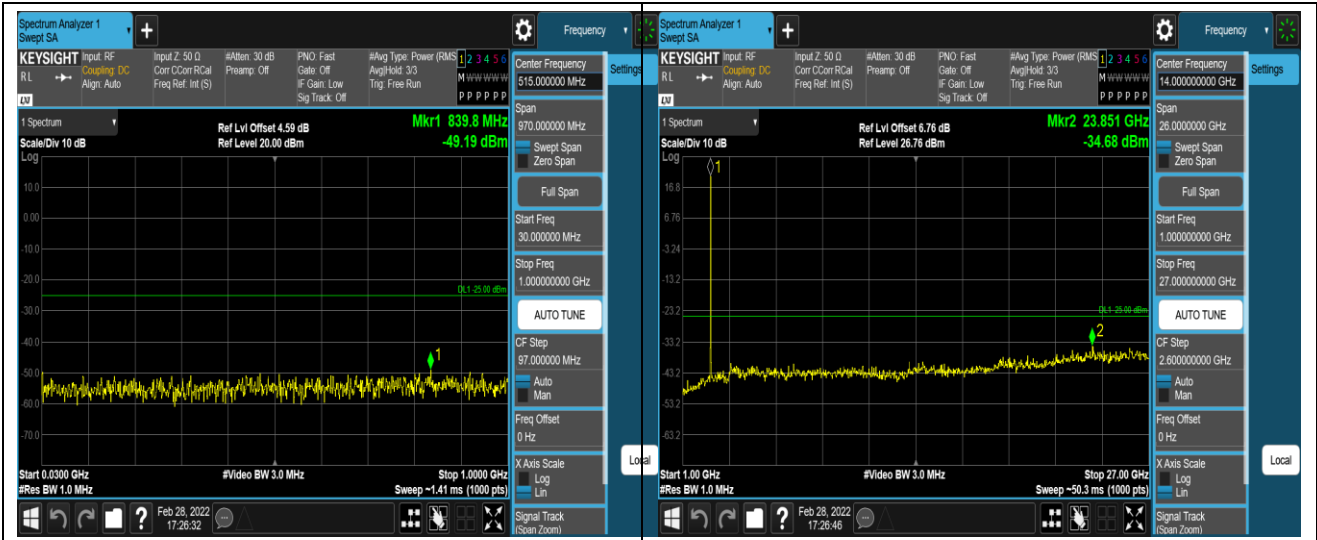 Spectrum Analyzer 1
Swept SA
+
Frequency
KEYSIGHT
Input: RF
Coupling: DC
Align: Auto
Input Z: 50 Ω
Corr CCorr RCal
Freq Ref: Int (S)
#Atten: 30 dB
Preamp: Off
PNO: Fast
Gate: Off
IF Gain: Low
Sig Track: Off
#Avg Type: Power (RMS
Avg|Hold: 3/3
Trig: Free Run
1 2 3 4 5 6
M W W W W W
P P P P P P
RL
LXI
Center Frequency
515.000000 MHz
Settings
1 Spectrum
Scale/Div 10 dB
Log
Ref Lvl Offset 4.59 dB
Ref Level 20.00 dBm
Mkr1 839.8 MHz
-49.19 dBm
10.0
0.00
-10.0
-20.0
-30.0
-40.0
-50.0
-60.0
-70.0
DL1 -25.00 dBm
1
Start 0.0300 GHz
#Res BW 1.0 MHz
#Video BW 3.0 MHz
Stop 1.0000 GHz
Sweep ~1.41 ms (1000 pts)
Span
970.000000 MHz
Swept Span
Zero Span
Full Span
Start Freq
30.000000 MHz
Stop Freq
1.000000000 GHz
AUTO TUNE
CF Step
97.000000 MHz
Auto
Man
Freq Offset
0 Hz
X Axis Scale
Log
Lin
Signal Track
(Span Zoom)
Local
?
Feb 28, 2022
17:26:32
Spectrum Analyzer 1
Swept SA
+
Frequency
KEYSIGHT
Input: RF
Coupling: DC
Align: Auto
Input Z: 50 Ω
Corr CCorr RCal
Freq Ref: Int (S)
#Atten: 30 dB
Preamp: Off
PNO: Fast
Gate: Off
IF Gain: Low
Sig Track: Off
#Avg Type: Power (RMS
Avg|Hold: 3/3
Trig: Free Run
1 2 3 4 5 6
M W W W W W
P P P P P P
RL
LXI
Center Frequency
14.000000000 GHz
Settings
1 Spectrum
Scale/Div 10 dB
Log
Ref Lvl Offset 6.76 dB
Ref Level 26.76 dBm
Mkr2 23.851 GHz
-34.68 dBm
1
16.8
6.76
-3.24
-13.2
-23.2
-33.2
-43.2
-53.2
-63.2
DL1 -25.00 dBm
2
Start 1.00 GHz
#Res BW 1.0 MHz
#Video BW 3.0 MHz
Stop 27.00 GHz
Sweep ~50.3 ms (1000 pts)
Span
26.0000000 GHz
Swept Span
Zero Span
Full Span
Start Freq
1.000000000 GHz
Stop Freq
27.000000000 GHz
AUTO TUNE
CF Step
2.600000000 GHz
Auto
Man
Freq Offset
0 Hz
X Axis Scale
Log
Lin
Signal Track
(Span Zoom)
Local
?
Feb 28, 2022
17:26:46